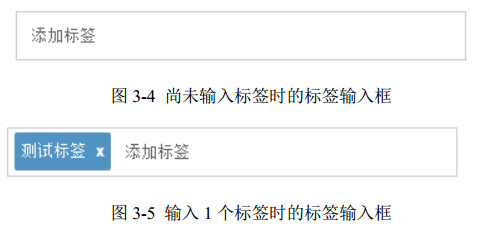 添加标签
图 3-4 尚未输入标签时的标签输入框
测试标签 x 添加标签
图 3-5 输入 1 个标签时的标签输入框